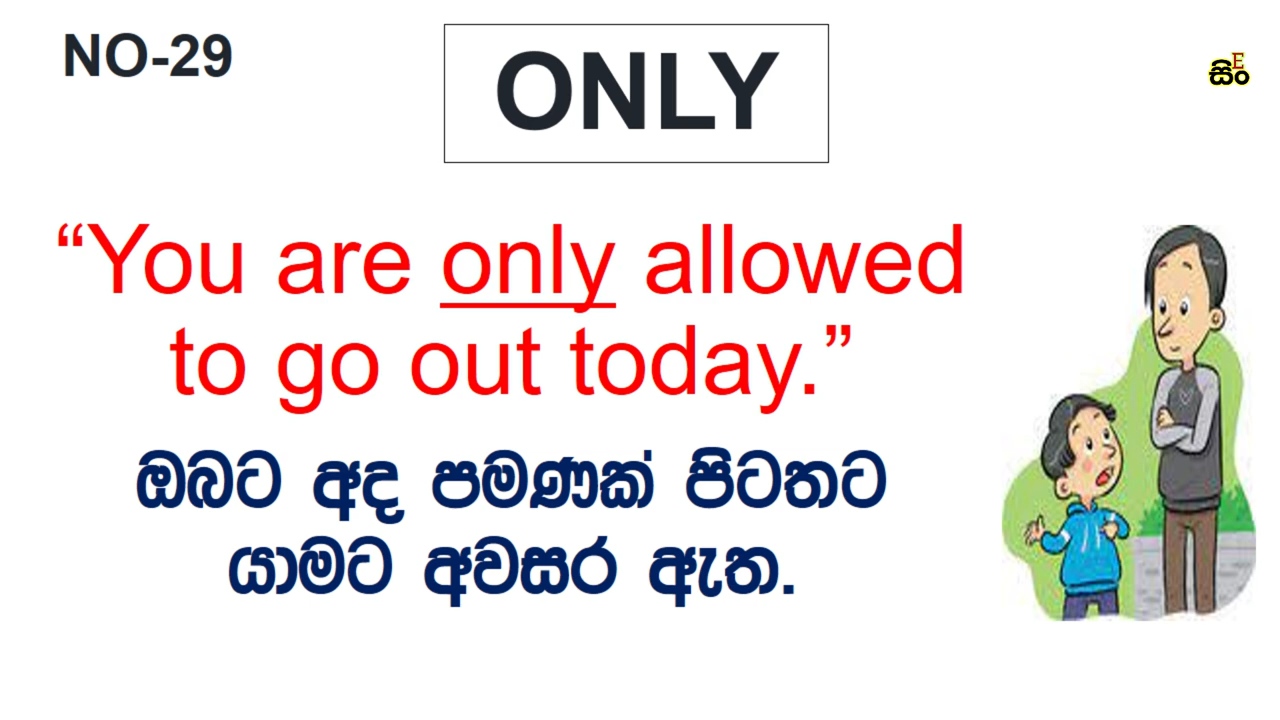 NO-29
ONLY
E
සිං
“You are only allowed
to go out today.”
ඔබට අද පමණක් පිටතට
යාමට අවසර ඇත.